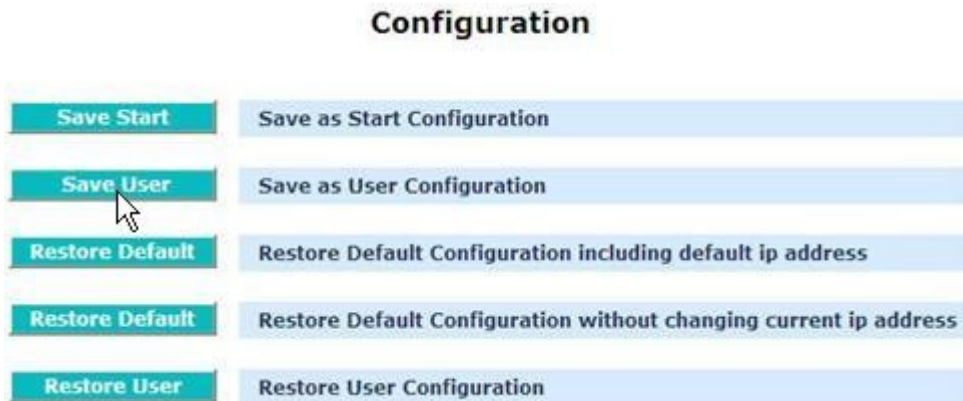 Configuration
Save Start Save as Start Configuration
Save User Save as User Configuration
Restore Default Restore Default Configuration including default ip address
Restore Default Restore Default Configuration without changing current ip address
Restore User Restore User Configuration